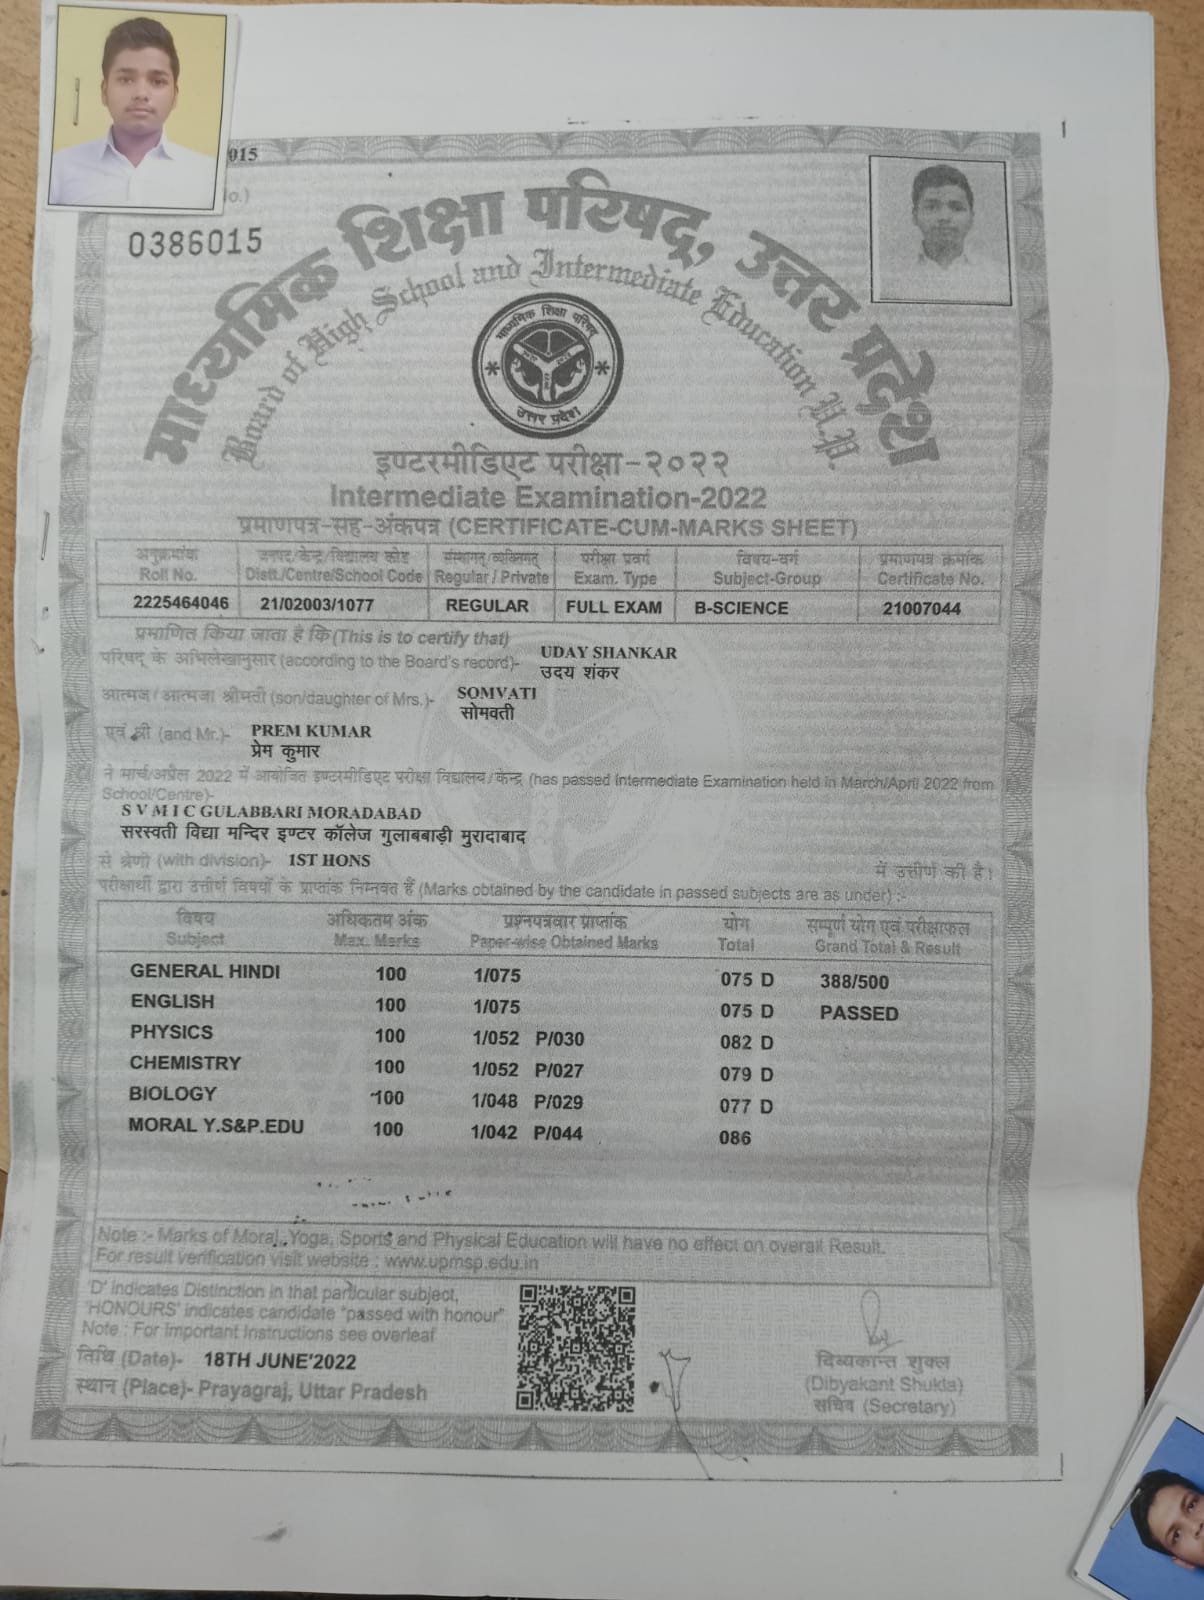 015
lo.)
0386015
माध्यमिक शिक्षा परिषद्, उत्तर प्रदेश
Board of High School and Intermediate Education U.P.
माध्यमिक शिक्षा परिषद्
उत्तर प्रदेश
इण्टरमीडिएट परीक्षा-२०२२
Intermediate Examination-2022
प्रमाणपत्र-सह-अंकपत्र (CERTIFICATE-CUM-MARKS SHEET)
अनुक्रमांक जनपद/केन्द्र/विद्यालय कोड संस्थागत/व्यक्तिगत परीक्षा प्रवर्ग विषय-वर्ग प्रमाणपत्र क्रमांक
Roll No. Distt./Centre/School Code Regular / Private Exam. Type Subject-Group Certificate No.
2225464046 21/02003/1077 REGULAR FULL EXAM B-SCIENCE 21007044
प्रमाणित किया जाता है कि (This is to certify that)
UDAY SHANKAR
परिषद् के अभिलेखानुसार (according to the Board's record)-
उदय शंकर
SOMVATI
आत्मज/आत्मजा श्रीमती (son/daughter of Mrs.)-
सोमवती
एवं श्री (and Mr.)- PREM KUMAR
प्रेम कुमार
ने मार्च/अप्रैल 2022 में आयोजित इण्टरमीडिएट परीक्षा विद्यालय/केन्द्र (has passed Intermediate Examination held in March/April 2022 from
School/Centre)-
S V M I C GULABBARI MORADABAD
सरस्वती विद्या मन्दिर इण्टर कॉलेज गुलाबबाड़ी मुरादाबाद
से श्रेणी (with division)- 1ST HONS में उत्तीर्ण की है।
परीक्षार्थी द्वारा उत्तीर्ण विषयों के प्राप्तांक निम्नवत हैं (Marks obtained by the candidate in passed subjects are as under) :-
विषय अधिकतम अंक प्रश्नपत्रवार प्राप्तांक योग सम्पूर्ण योग एवं परीक्षाफल
Subject Max. Marks Paper-wise Obtained Marks Total Grand Total & Result
GENERAL HINDI 100 1/075 075 D 388/500
ENGLISH 100 1/075 075 D PASSED
PHYSICS 100 1/052 P/030 082 D
CHEMISTRY 100 1/052 P/027 079 D
BIOLOGY 100 1/048 P/029 077 D
MORAL Y.S&P.EDU 100 1/042 P/044 086
Note :- Marks of Moral, Yoga, Sports and Physical Education will have no effect on overall Result.
For result verification visit website : www.upmsp.edu.in
'D' indicates Distinction in that particular subject,
'HONOURS' indicates candidate "passed with honour"
Note : For Important Instructions see overleaf
तिथि (Date)- 18TH JUNE'2022
स्थान (Place)- Prayagraj, Uttar Pradesh
दिव्यकान्त शुक्ल
(Dibyakant Shukla)
सचिव (Secretary)